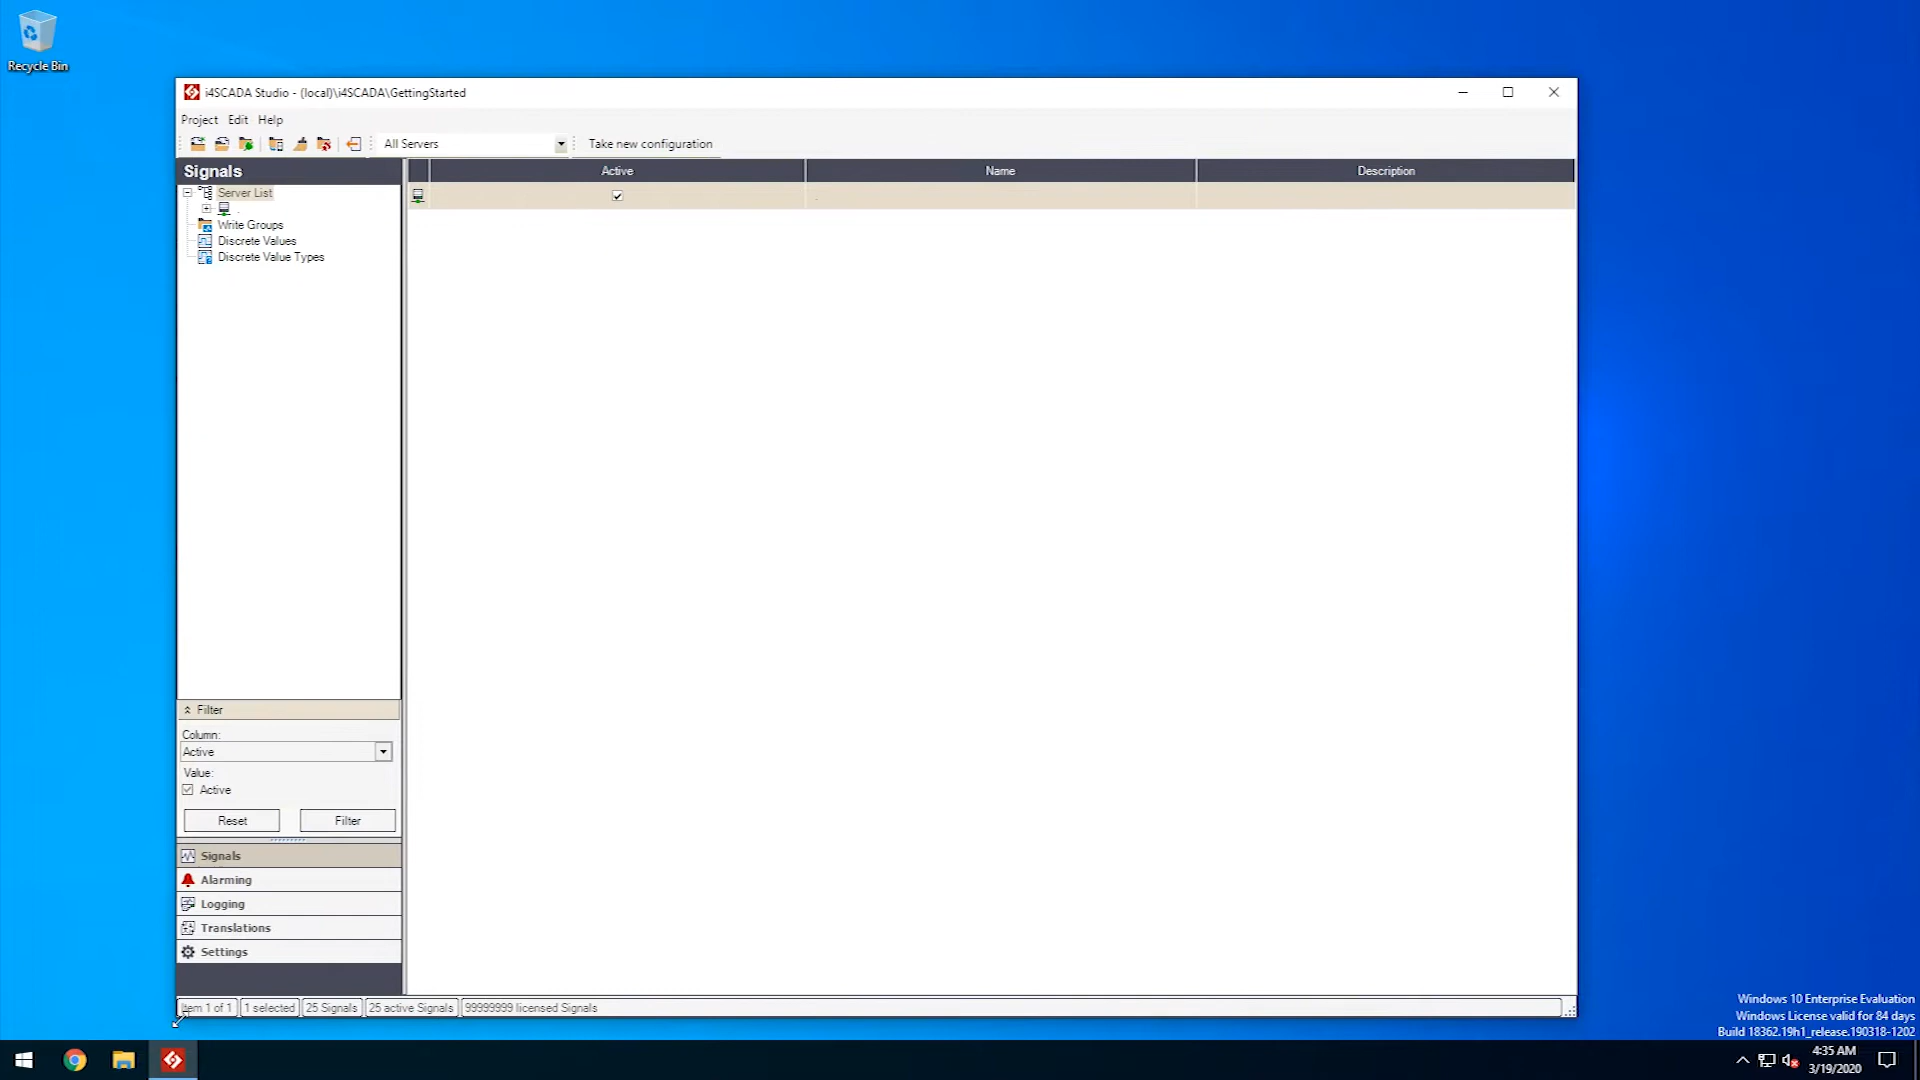 Recycle Bin
i4SCADA Studio - (local)\i4SCADA\GettingStarted
Project Edit Help
All Servers
Take new configuration
Signals
Active Name Description
Server List
.
.
Write Groups
Discrete Values
Discrete Value Types
Filter
Column:
Active
Value:
Active
Reset Filter
Signals
Alarming
Logging
Translations
Settings
Item 1 of 1 1 selected 25 Signals 25 active Signals 99999999 licensed Signals
Windows 10 Enterprise Evaluation
Windows License valid for 84 days
Build 18362.19h1_release.190318-1202
4:35 AM
3/19/2020